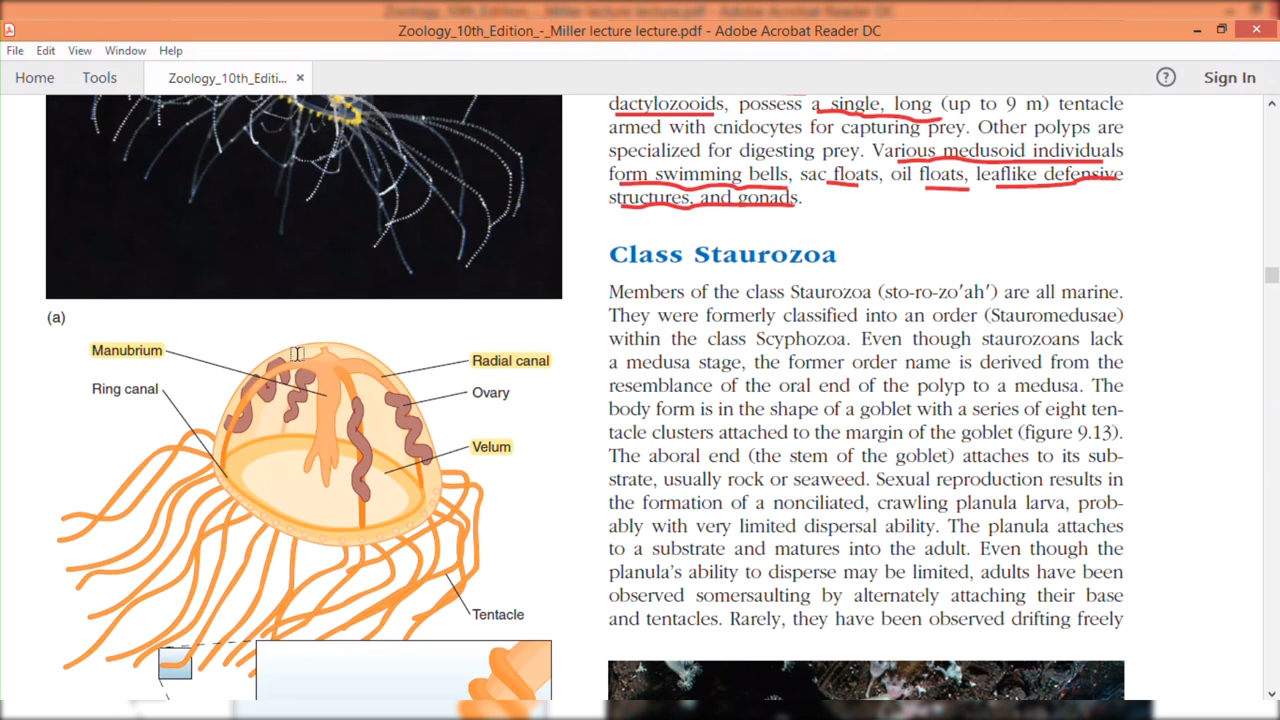 Zoology_10th_Edition_-_Miller lecture lecture.pdf - Adobe Acrobat Reader DC
File Edit View Window Help
Home Tools Zoology_10th_Editi... × ? Sign In
(a)
Manubrium
Ring canal
Radial canal
Ovary
Velum
Tentacle
dactylozooids, possess a single, long (up to 9 m) tentacle
armed with cnidocytes for capturing prey. Other polyps are
specialized for digesting prey. Various medusoid individuals
form swimming bells, sac floats, oil floats, leaflike defensive
structures, and gonads.
Class Staurozoa
Members of the class Staurozoa (sto-ro-zo′ah′) are all marine.
They were formerly classified into an order (Stauromedusae)
within the class Scyphozoa. Even though staurozoans lack
a medusa stage, the former order name is derived from the
resemblance of the oral end of the polyp to a medusa. The
body form is in the shape of a goblet with a series of eight ten-
tacle clusters attached to the margin of the goblet (figure 9.13).
The aboral end (the stem of the goblet) attaches to its sub-
strate, usually rock or seaweed. Sexual reproduction results in
the formation of a nonciliated, crawling planula larva, prob-
ably with very limited dispersal ability. The planula attaches
to a substrate and matures into the adult. Even though the
planula's ability to disperse may be limited, adults have been
observed somersaulting by alternately attaching their base
and tentacles. Rarely, they have been observed drifting freely